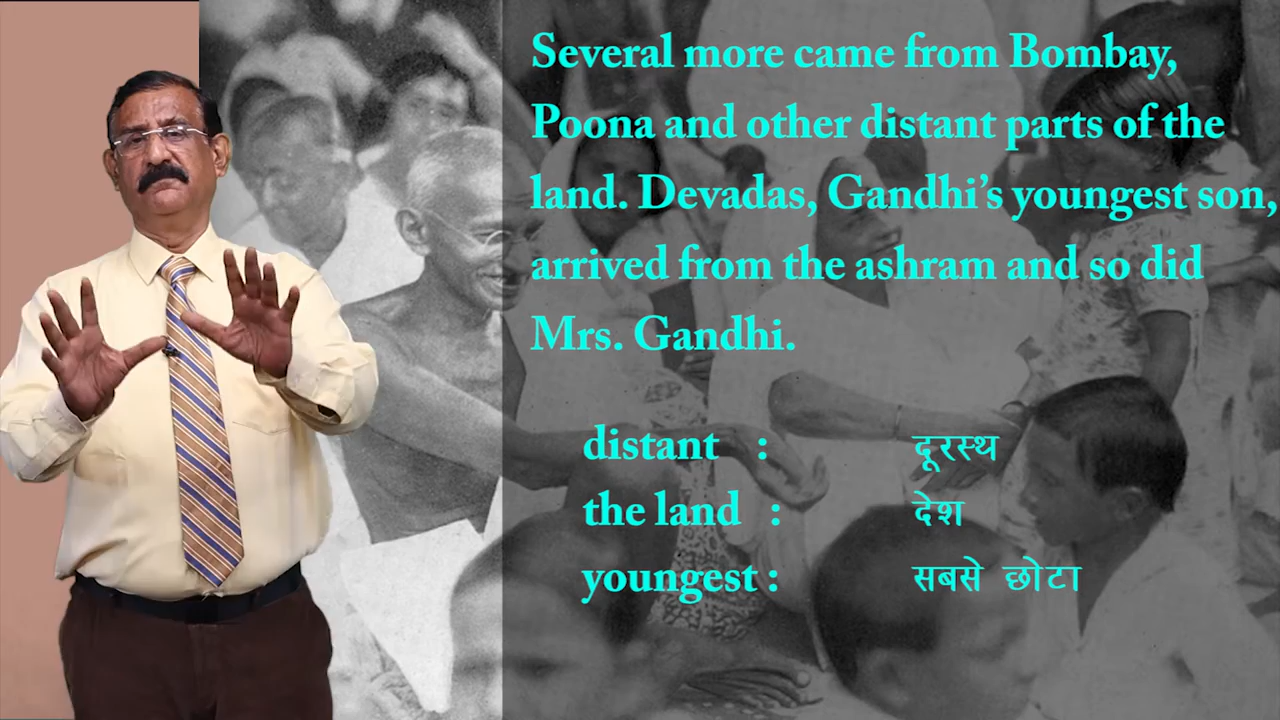 Several more came from Bombay,
Poona and other distant parts of the
land. Devadas, Gandhi’s youngest son,
arrived from the ashram and so did
Mrs. Gandhi.
distant : दूरस्थ
the land : देश
youngest : सबसे छोटा